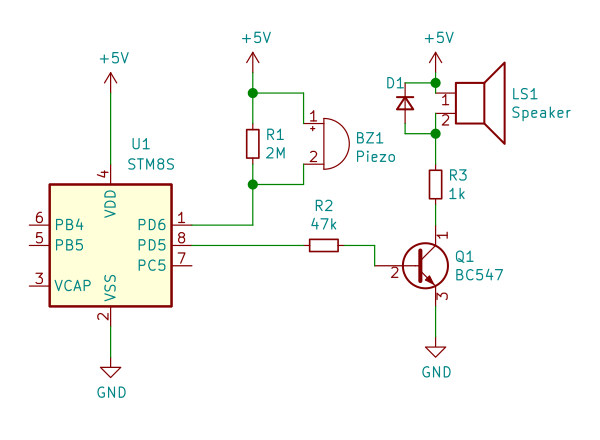 +5V
+5V
+5V
D1
1
2
LS1
Speaker
U1
STM8S
R1
2M
1
+
2
BZ1
Piezo
4
VDD
R3
1k
6
PB4
PD6
1
R2
47k
5
PB5
PD5
8
PC5
7
3
VCAP
VSS
2
1
2
3
Q1
BC547
GND
GND